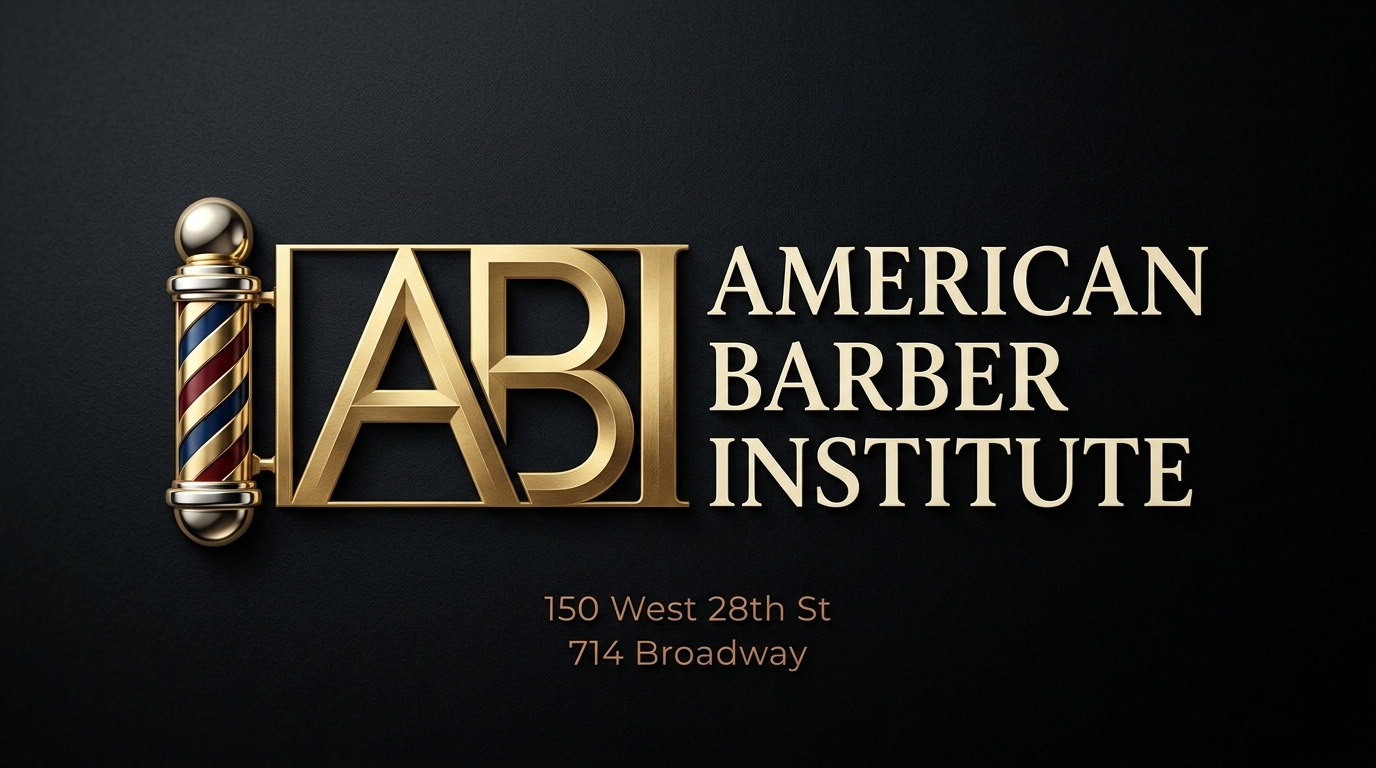 ABI
AMERICAN
BARBER
INSTITUTE
150 West 28th St
714 Broadway